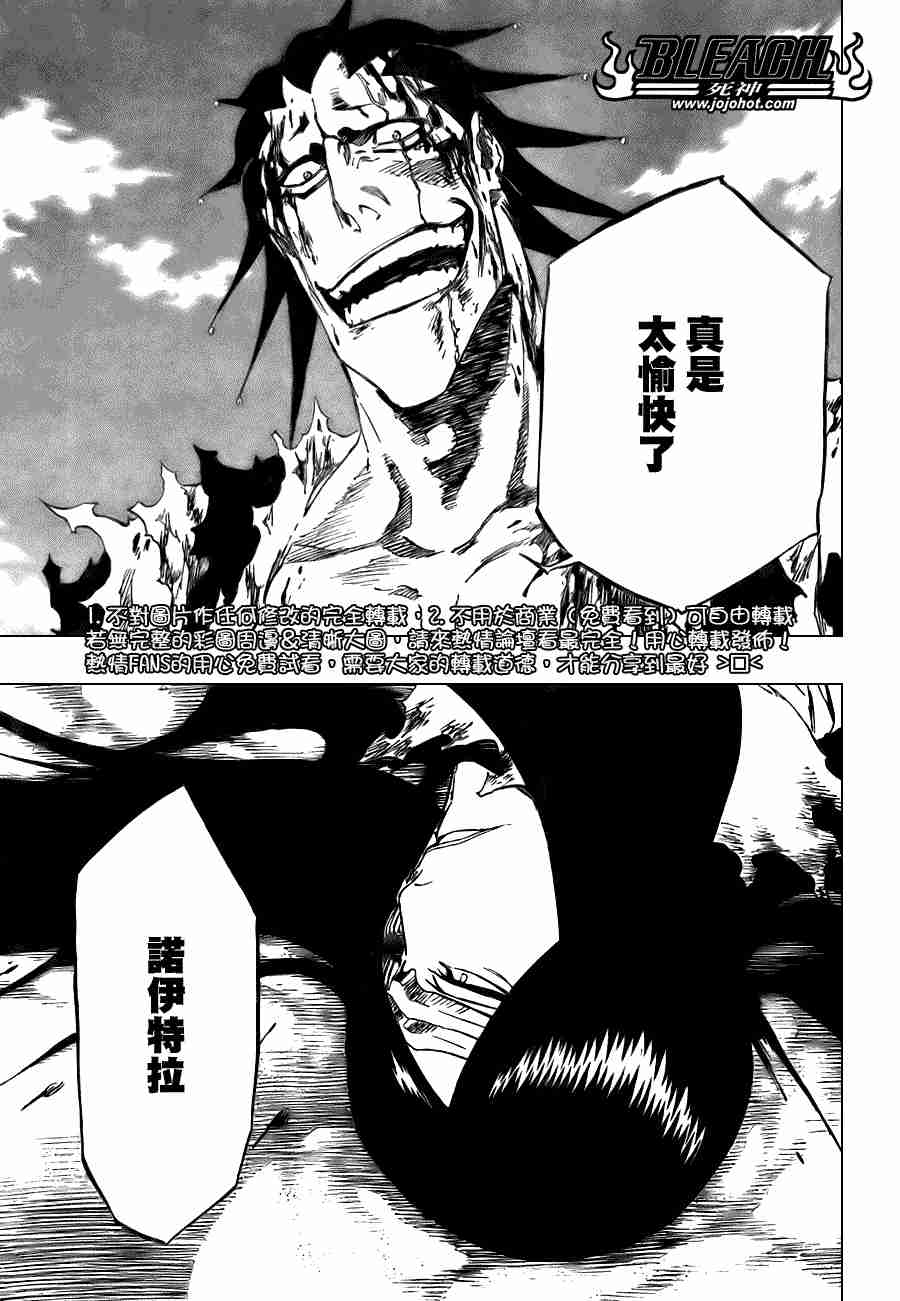 BLEACH
死神
www.jojohot.com
真是
太愉快了
1. 不對圖片作任何修改的完全轉載；2. 不用於商業（免費看到）可自由轉載
若無完整的彩圖周邊&清晰大圖，請來熱情論壇看最完全！用心轉載發佈！
熱情FANS的用心免費試看，需要大家的轉載道德，才能分享到最好 >□<
諾伊特拉